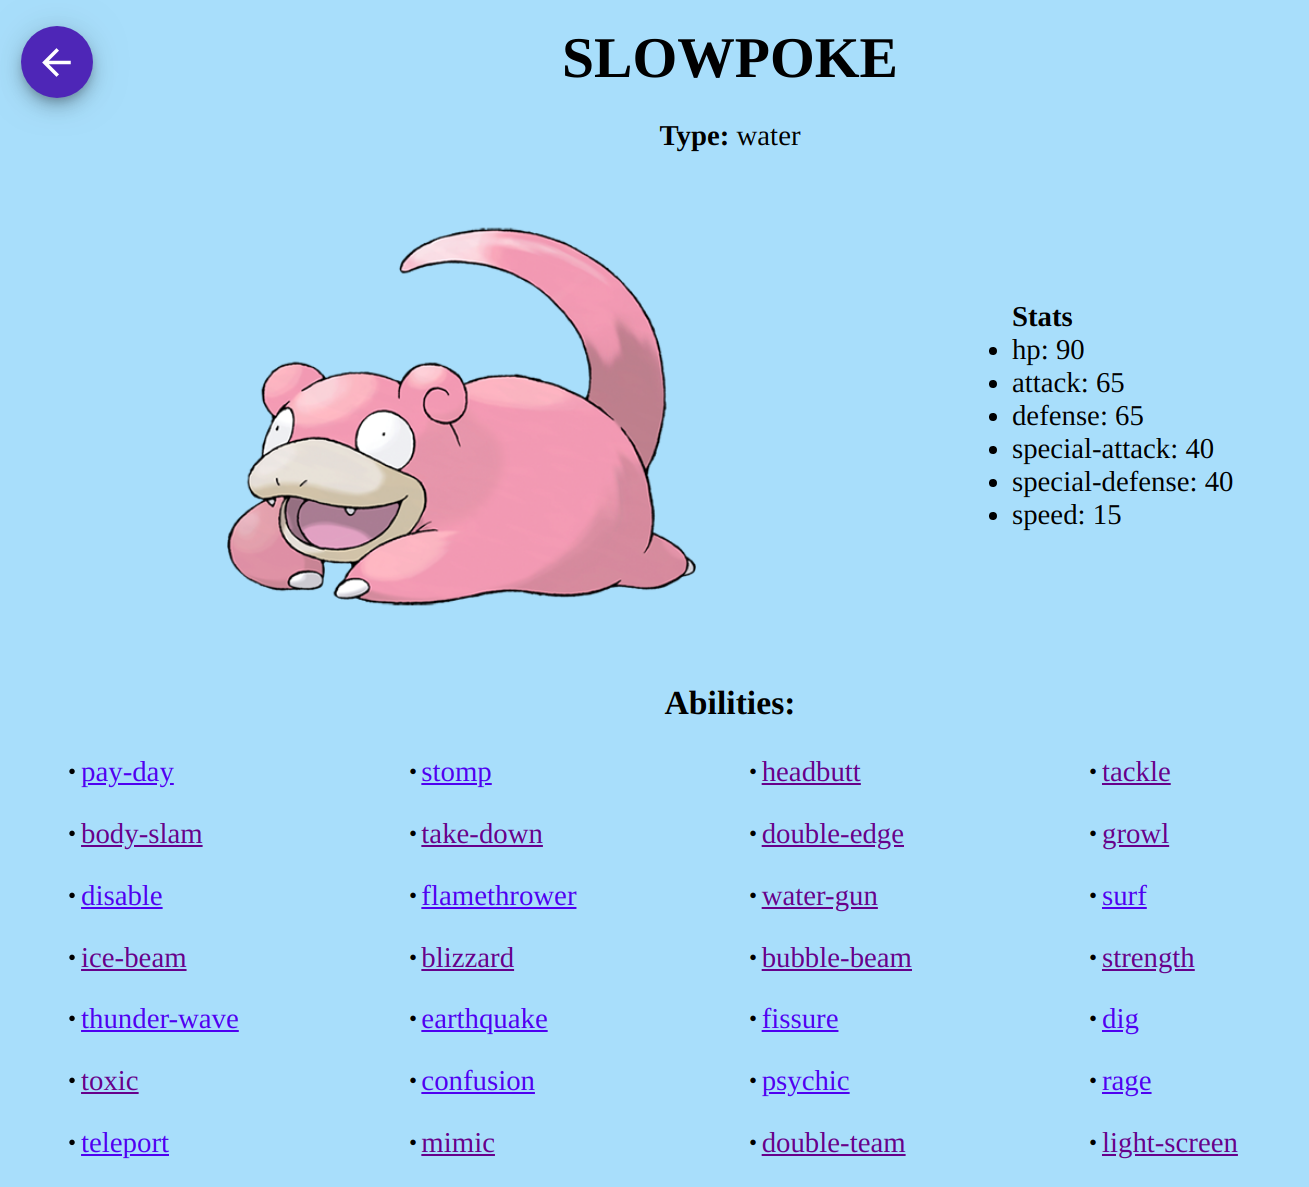 SLOWPOKE
Type: water
Stats
• hp: 90
• attack: 65
• defense: 65
• special-attack: 40
• special-defense: 40
• speed: 15
Abilities:
• pay-day • stomp • headbutt • tackle
• body-slam • take-down • double-edge • growl
• disable • flamethrower • water-gun • surf
• ice-beam • blizzard • bubble-beam • strength
• thunder-wave • earthquake • fissure • dig
• toxic • confusion • psychic • rage
• teleport • mimic • double-team • light-screen